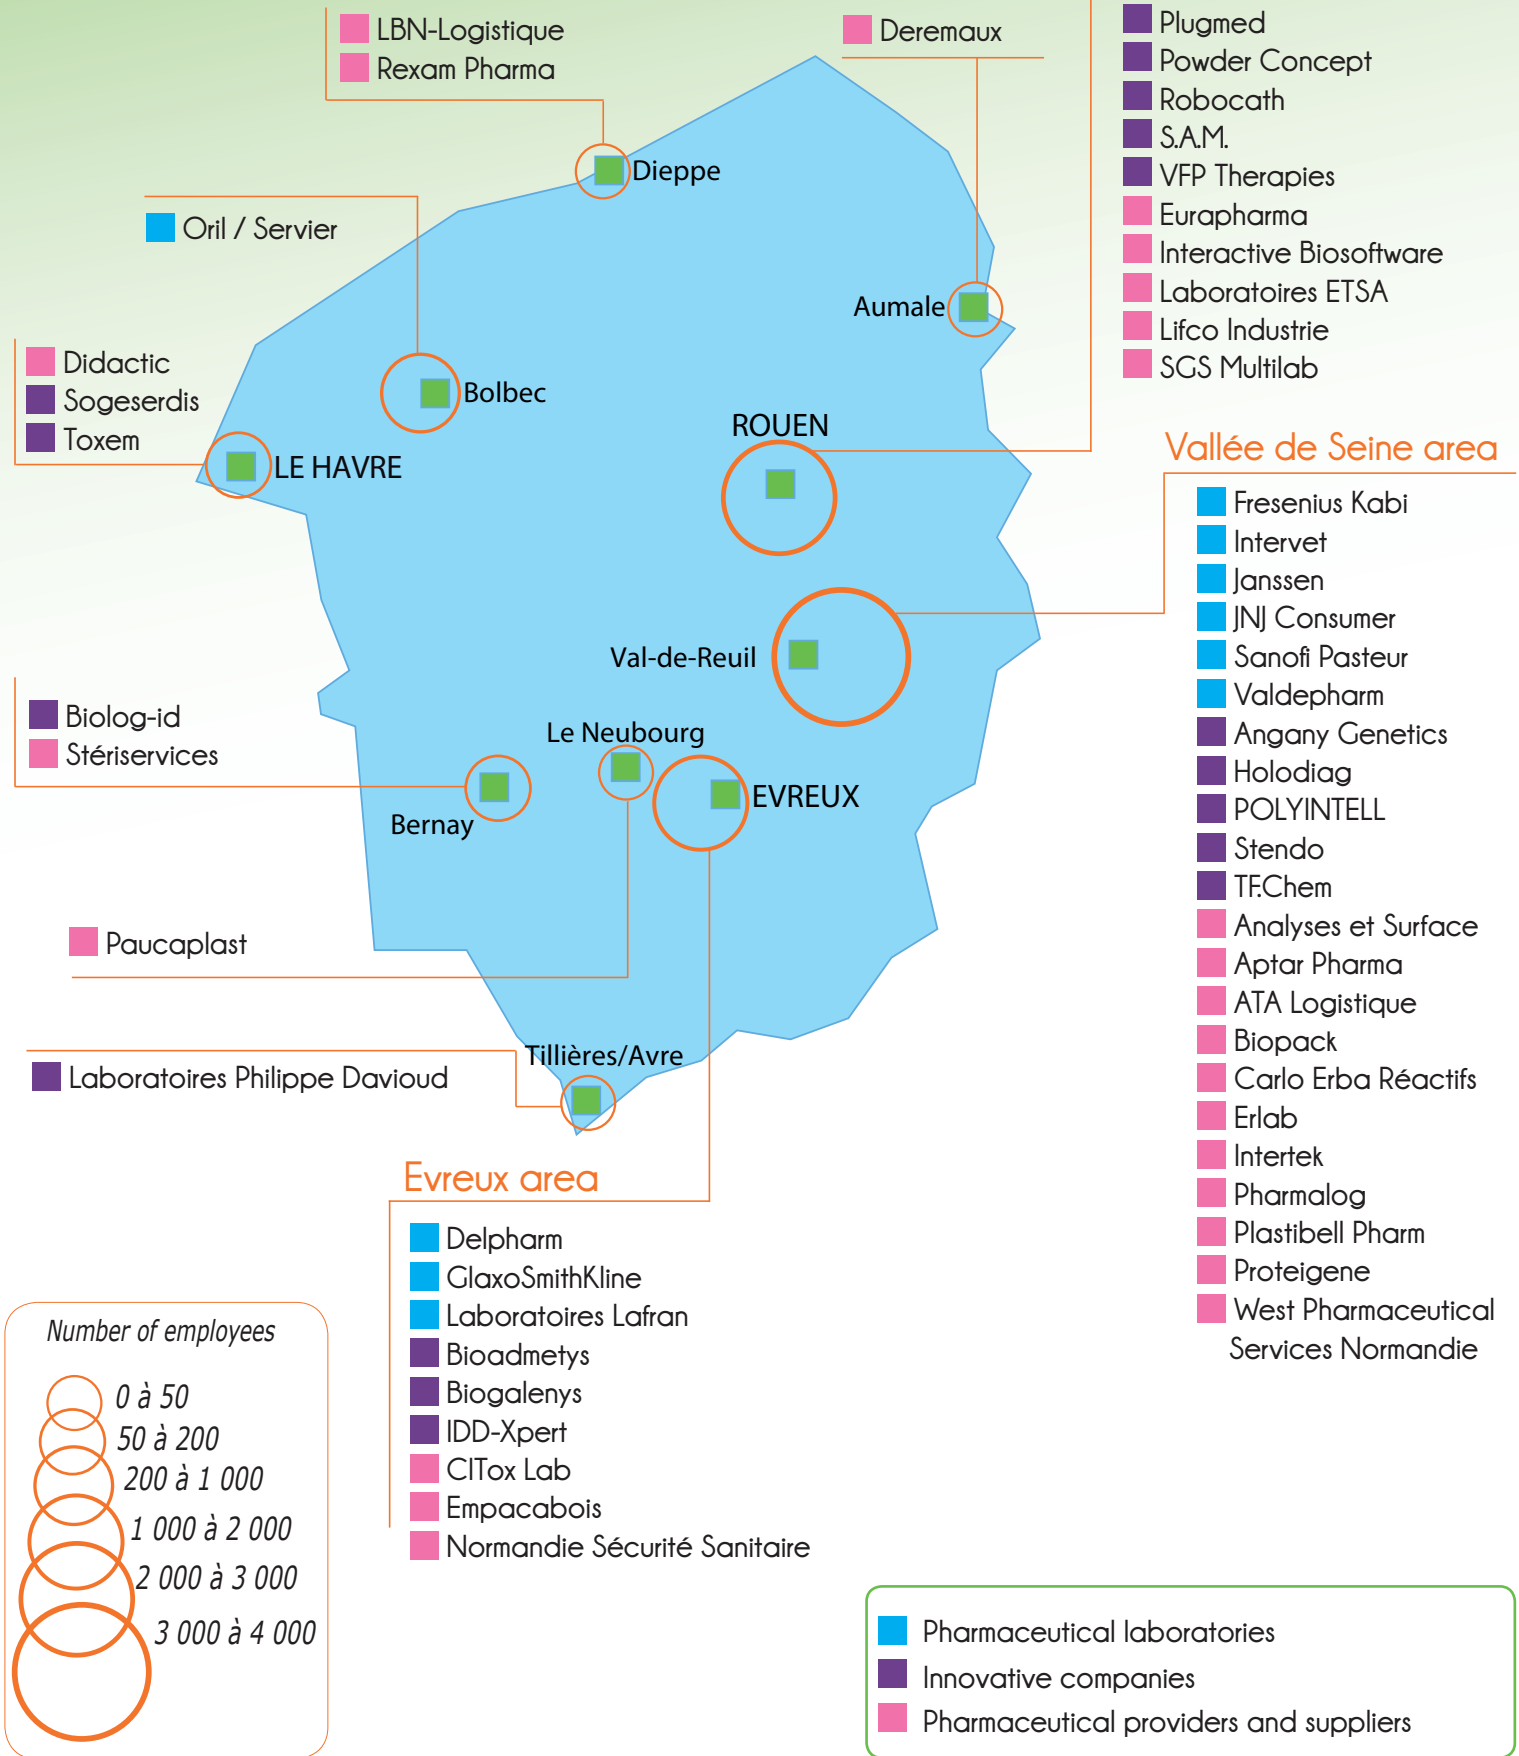 LBN-Logistique
Rexam Pharma
Deremaux
Plugmed
Powder Concept
Robocath
S.A.M.
VFP Therapies
Eurapharma
Interactive Biosoftware
Laboratoires ETSA
Lifco Industrie
SGS Multilab
Dieppe
Oril / Servier
Aumale
Didactic
Sogeserdis
Toxem
Bolbec
LE HAVRE
ROUEN
Vallée de Seine area
Fresenius Kabi
Intervet
Janssen
JNJ Consumer
Sanofi Pasteur
Valdepharm
Angany Genetics
Holodiag
POLYINTELL
Stendo
TF.Chem
Analyses et Surface
Aptar Pharma
ATA Logistique
Biopack
Carlo Erba Réactifs
Erlab
Intertek
Pharmalog
Plastibell Pharm
Proteigene
West Pharmaceutical
Services Normandie
Val-de-Reuil
Biolog-id
Stériservices
Le Neubourg
EVREUX
Bernay
Paucaplast
Tillières/Avre
Laboratoires Philippe Davioud
Evreux area
Delpharm
GlaxoSmithKline
Laboratoires Lafran
Bioadmetys
Biogalenys
IDD-Xpert
CITox Lab
Empacabois
Normandie Sécurité Sanitaire
Number of employees
0 à 50
50 à 200
200 à 1 000
1 000 à 2 000
2 000 à 3 000
3 000 à 4 000
Pharmaceutical laboratories
Innovative companies
Pharmaceutical providers and suppliers